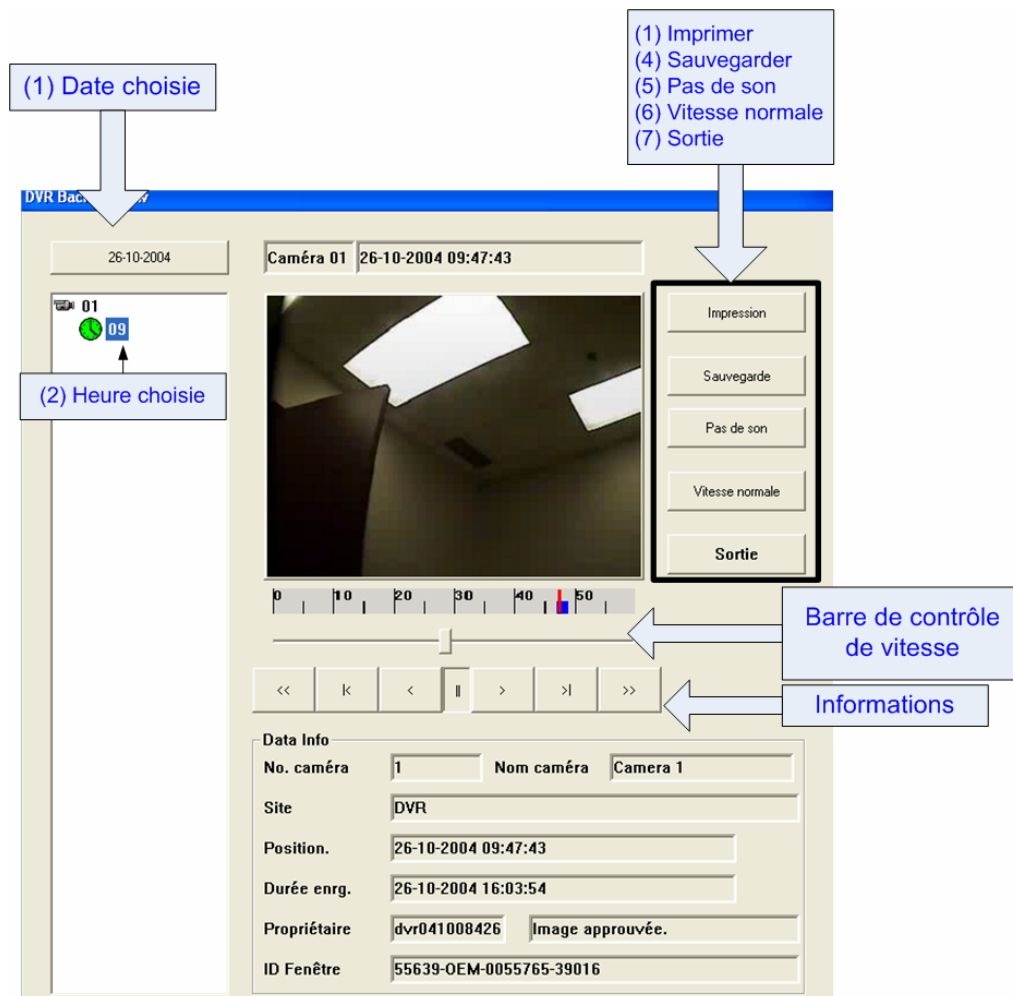 (1) Imprimer
(4) Sauvegarder
(5) Pas de son
(6) Vitesse normale
(7) Sortie
(1) Date choisie
DVR
26-10-2004
Caméra 01
26-10-2004 09:47:43
01
09
(2) Heure choisie
Impression
Sauvegarde
Pas de son
Vitesse normale
Sortie
0 10 20 30 40 50
Barre de contrôle
de vitesse
<< |< < || > >| >>
Informations
Data Info
No. caméra 1 Nom caméra Camera 1
Site DVR
Position. 26-10-2004 09:47:43
Durée enrg. 26-10-2004 16:03:54
Propriétaire dvr041008426 Image approuvée.
ID Fenêtre 55639-OEM-0055765-39016